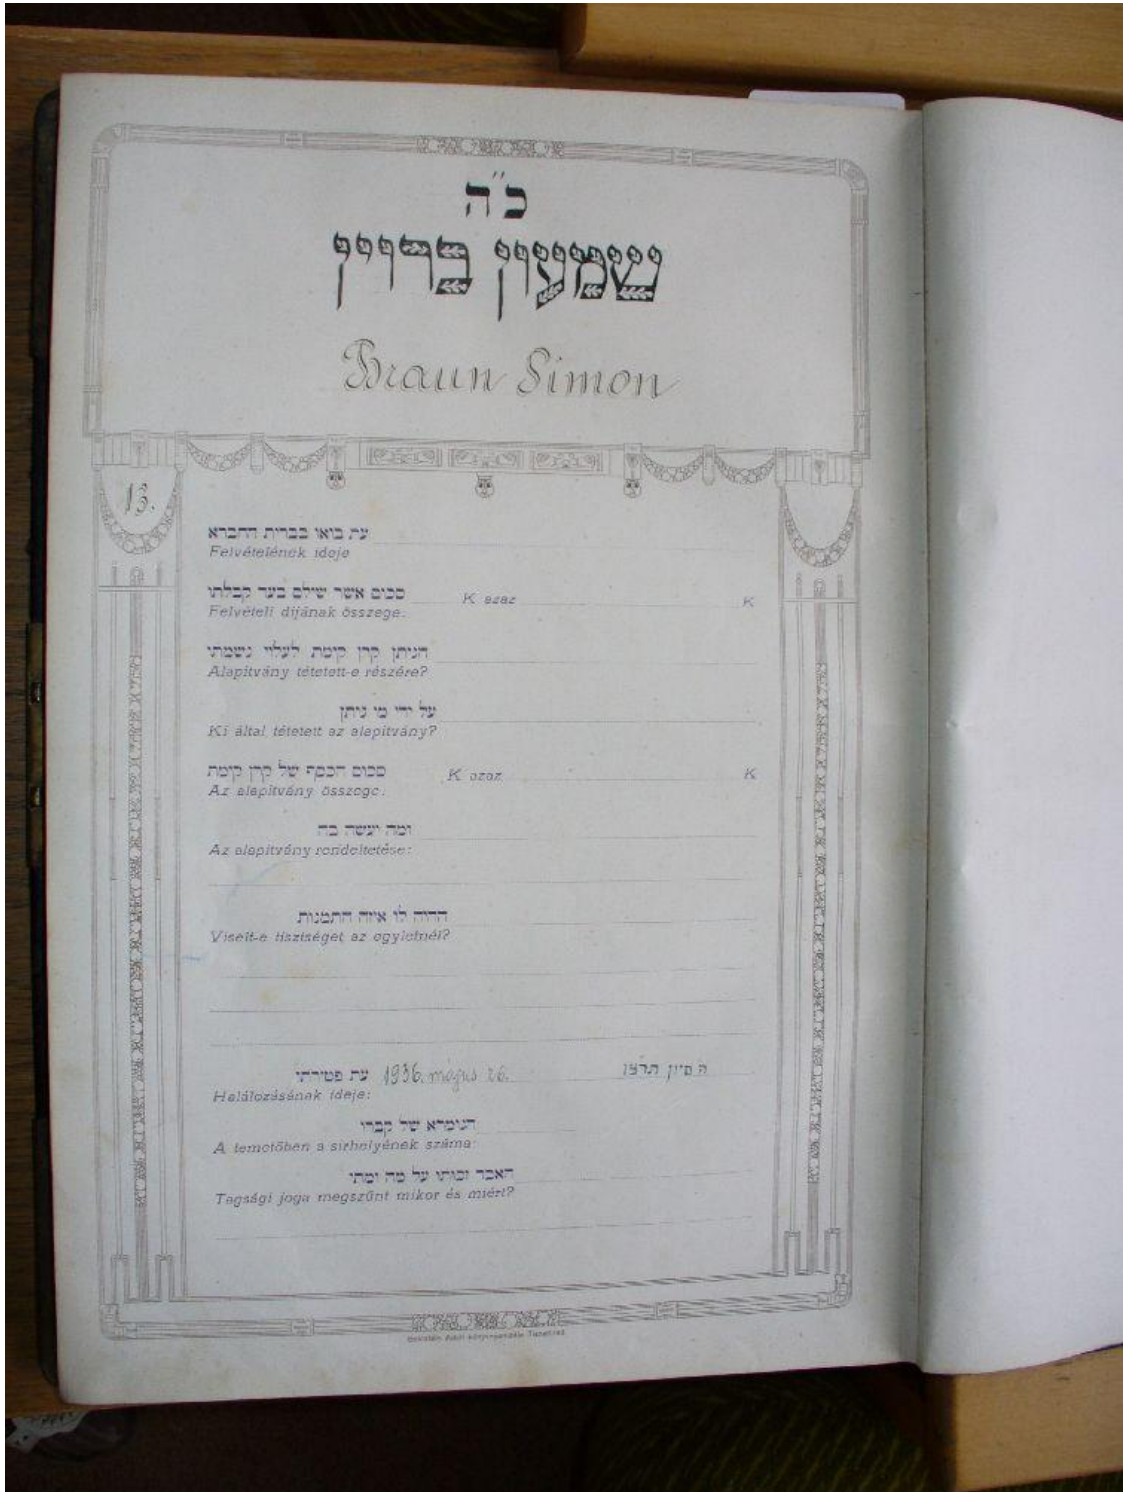 כ"ה
שמעון ברוין
Braun Simon
13.
עת בואו בברית החברא
Felvételének ideje
סכום אשר שילם בעד קבלתו K azaz K
Felvételi díjának összege:
הניתן קרן קימת לעלוי נשמתו
Alapitvány tétetett-e részére?
על ידי מי ניתן
Ki által tétetett az alapitvány?
סכום הכסף של קרן קימת K azaz K
Az alapitvány összege:
ומה יעשה בה
Az alapitvány rendeltetése:
ההיה לו איזה התמנות
Viselt-e tisztséget az egyletnél?
עת פטירתו 1936. május 26. ה סיון תרצו
Halálozásának ideje:
הנומרא של קברו
A temetőben a sirhelyének száma:
האבד זכותו על מה ומתי
Tagsági joga megszűnt mikor és miért?